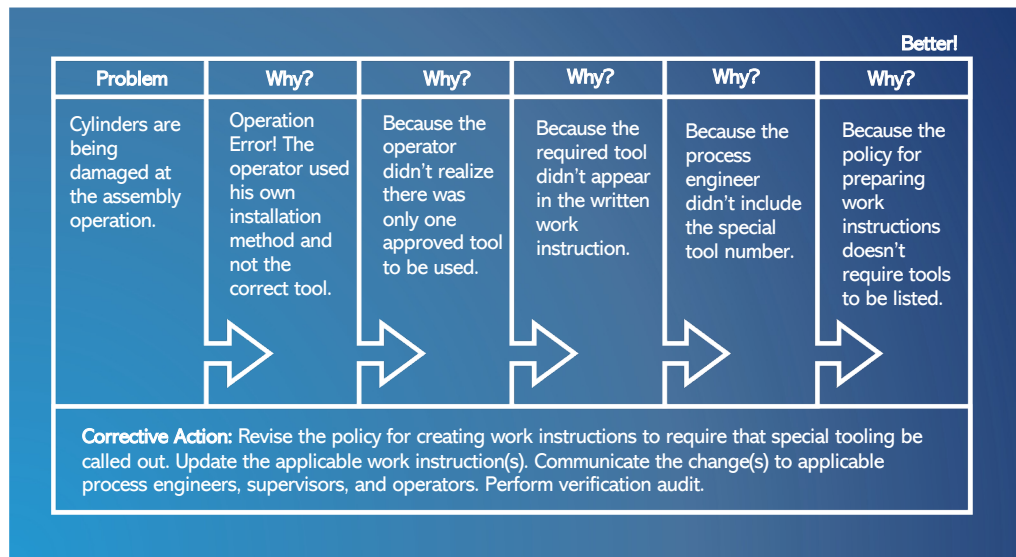 Better!
Problem
Why?
Why?
Why?
Why?
Why?
Cylinders are
being
damaged at
the assembly
operation.
Operation
Error! The
operator used
his own
installation
method and
not the
correct tool.
Because the
operator
didn't realize
there was
only one
approved tool
to be used.
Because the
required tool
didn't appear
in the written
work
instruction.
Because the
process
engineer
didn't include
the special
tool number.
Because the
policy for
preparing
work
instructions
doesn't
require tools
to be listed.
Corrective Action: Revise the policy for creating work instructions to require that special tooling be
called out. Update the applicable work instruction(s). Communicate the change(s) to applicable
process engineers, supervisors, and operators. Perform verification audit.